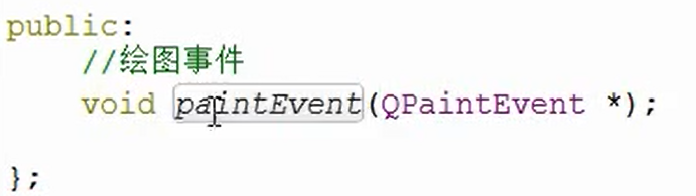 public:
//绘图事件
void paintEvent(QPaintEvent *);
};